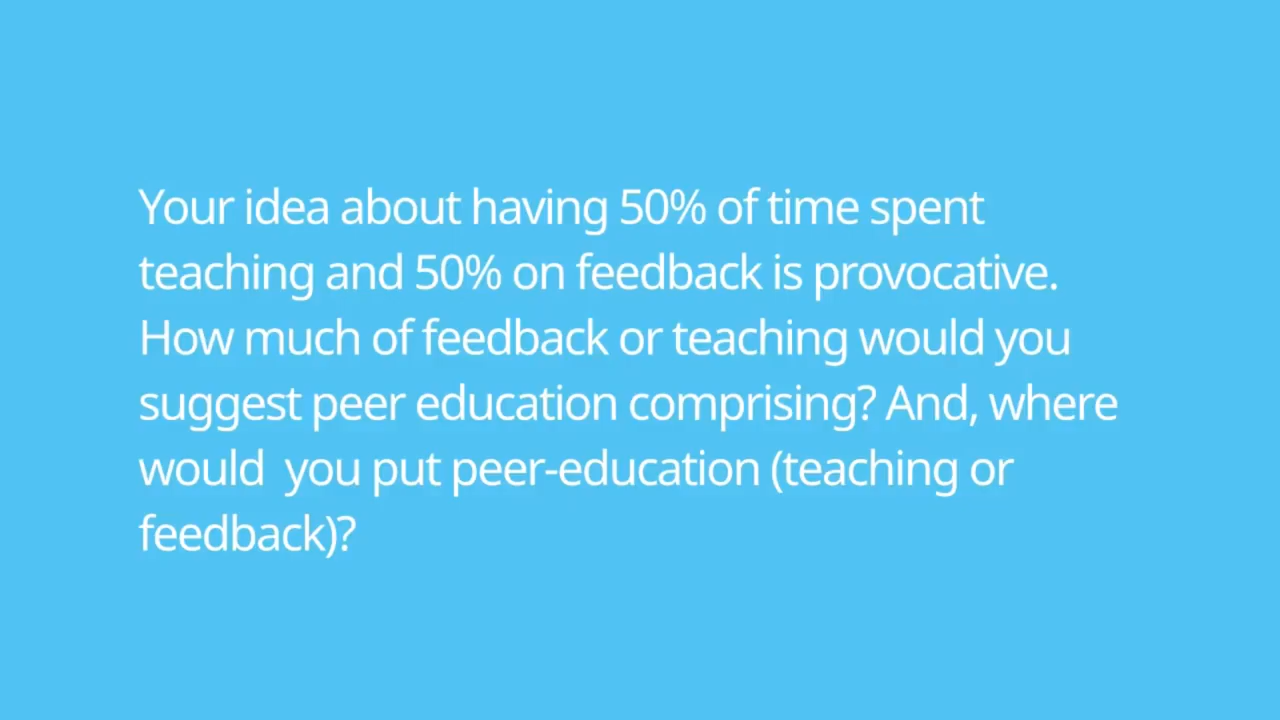 Your idea about having 50% of time spent
teaching and 50% on feedback is provocative.
How much of feedback or teaching would you
suggest peer education comprising? And, where
would  you put peer-education (teaching or
feedback)?